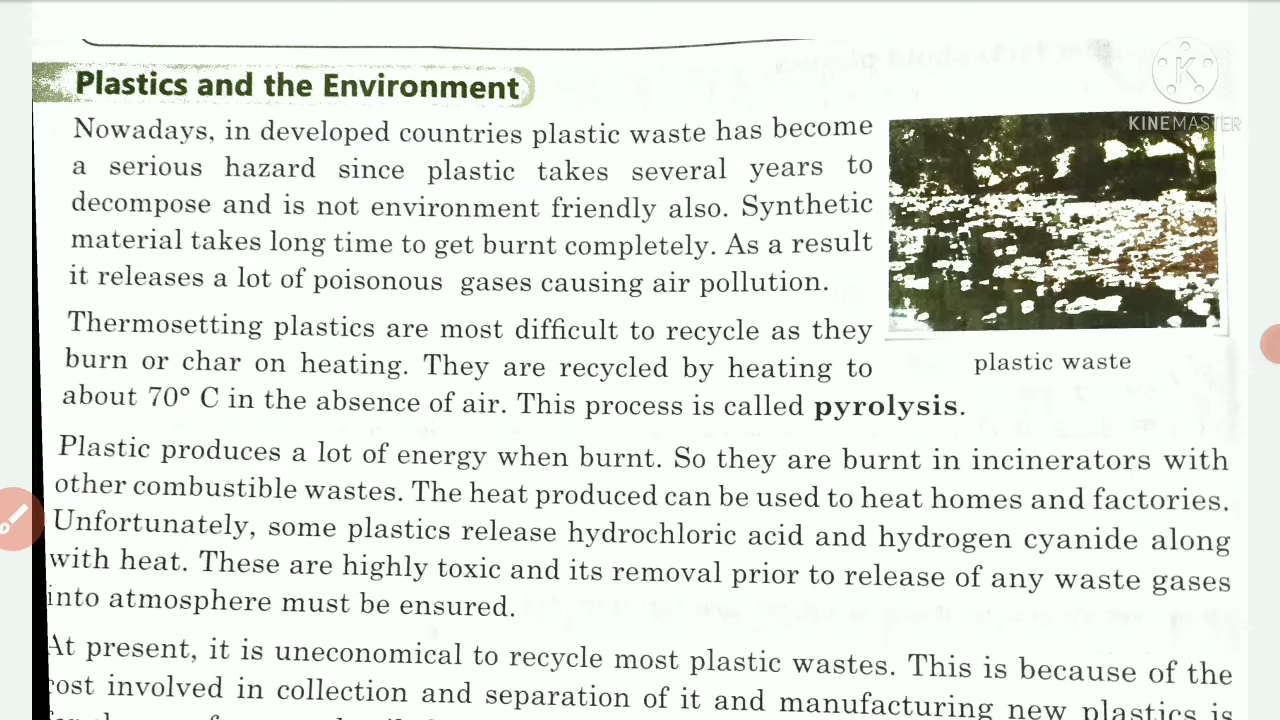 Plastics and the Environment
KINEMASTER
Nowadays, in developed countries plastic waste has become
a serious hazard since plastic takes several years to
decompose and is not environment friendly also. Synthetic
material takes long time to get burnt completely. As a result
it releases a lot of poisonous gases causing air pollution.
plastic waste
Thermosetting plastics are most difficult to recycle as they
burn or char on heating. They are recycled by heating to
about 70° C in the absence of air. This process is called pyrolysis.
Plastic produces a lot of energy when burnt. So they are burnt in incinerators with
other combustible wastes. The heat produced can be used to heat homes and factories.
Unfortunately, some plastics release hydrochloric acid and hydrogen cyanide along
with heat. These are highly toxic and its removal prior to release of any waste gases
into atmosphere must be ensured.
At present, it is uneconomical to recycle most plastic wastes. This is because of the
cost involved in collection and separation of it and manufacturing new plastics is